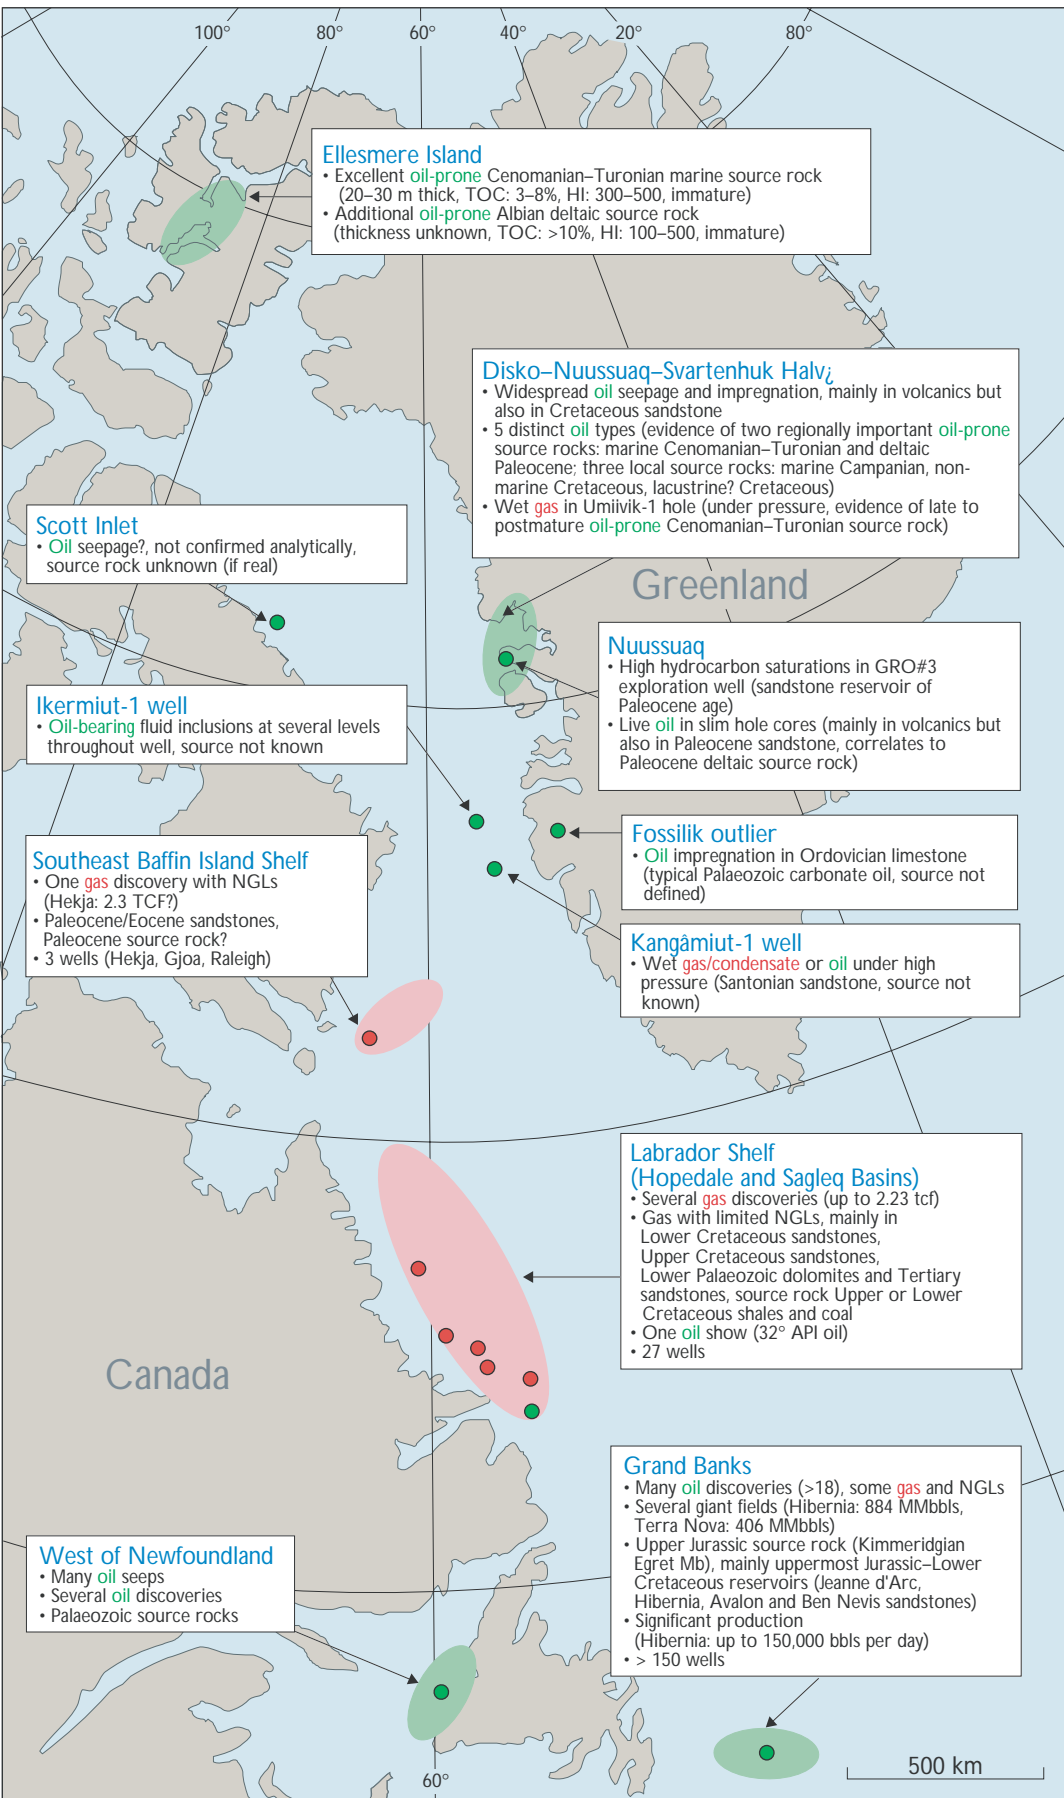 100° 80° 60° 40° 20° 80°
Ellesmere Island
• Excellent oil-prone Cenomanian–Turonian marine source rock
(20–30 m thick, TOC: 3–8%, HI: 300–500, immature)
• Additional oil-prone Albian deltaic source rock
(thickness unknown, TOC: >10%, HI: 100–500, immature)
Disko–Nuussuaq–Svartenhuk Halv¿
• Widespread oil seepage and impregnation, mainly in volcanics but
also in Cretaceous sandstone
• 5 distinct oil types (evidence of two regionally important oil-prone
source rocks: marine Cenomanian–Turonian and deltaic
Paleocene; three local source rocks: marine Campanian, non-
marine Cretaceous, lacustrine? Cretaceous)
• Wet gas in Umiivik-1 hole (under pressure, evidence of late to
postmature oil-prone Cenomanian–Turonian source rock)
Scott Inlet
• Oil seepage?, not confirmed analytically,
source rock unknown (if real)
Greenland
Nuussuaq
• High hydrocarbon saturations in GRO#3
exploration well (sandstone reservoir of
Paleocene age)
• Live oil in slim hole cores (mainly in volcanics but
also in Paleocene sandstone, correlates to
Paleocene deltaic source rock)
Ikermiut-1 well
• Oil-bearing fluid inclusions at several levels
throughout well, source not known
Fossilik outlier
• Oil impregnation in Ordovician limestone
(typical Palaeozoic carbonate oil, source not
defined)
Southeast Baffin Island Shelf
• One gas discovery with NGLs
(Hekja: 2.3 TCF?)
• Paleocene/Eocene sandstones,
Paleocene source rock?
• 3 wells (Hekja, Gjoa, Raleigh)
Kangâmiut-1 well
• Wet gas/condensate or oil under high
pressure (Santonian sandstone, source not
known)
Labrador Shelf
(Hopedale and Sagleq Basins)
• Several gas discoveries (up to 2.23 tcf)
• Gas with limited NGLs, mainly in
Lower Cretaceous sandstones,
Upper Cretaceous sandstones,
Lower Palaeozoic dolomites and Tertiary
sandstones, source rock Upper or Lower
Cretaceous shales and coal
• One oil show (32° API oil)
• 27 wells
Canada
Grand Banks
• Many oil discoveries (>18), some gas and NGLs
• Several giant fields (Hibernia: 884 MMbbls,
Terra Nova: 406 MMbbls)
• Upper Jurassic source rock (Kimmeridgian
Egret Mb), mainly uppermost Jurassic–Lower
Cretaceous reservoirs (Jeanne d'Arc,
Hibernia, Avalon and Ben Nevis sandstones)
• Significant production
(Hibernia: up to 150,000 bbls per day)
• > 150 wells
West of Newfoundland
• Many oil seeps
• Several oil discoveries
• Palaeozoic source rocks
500 km
60°